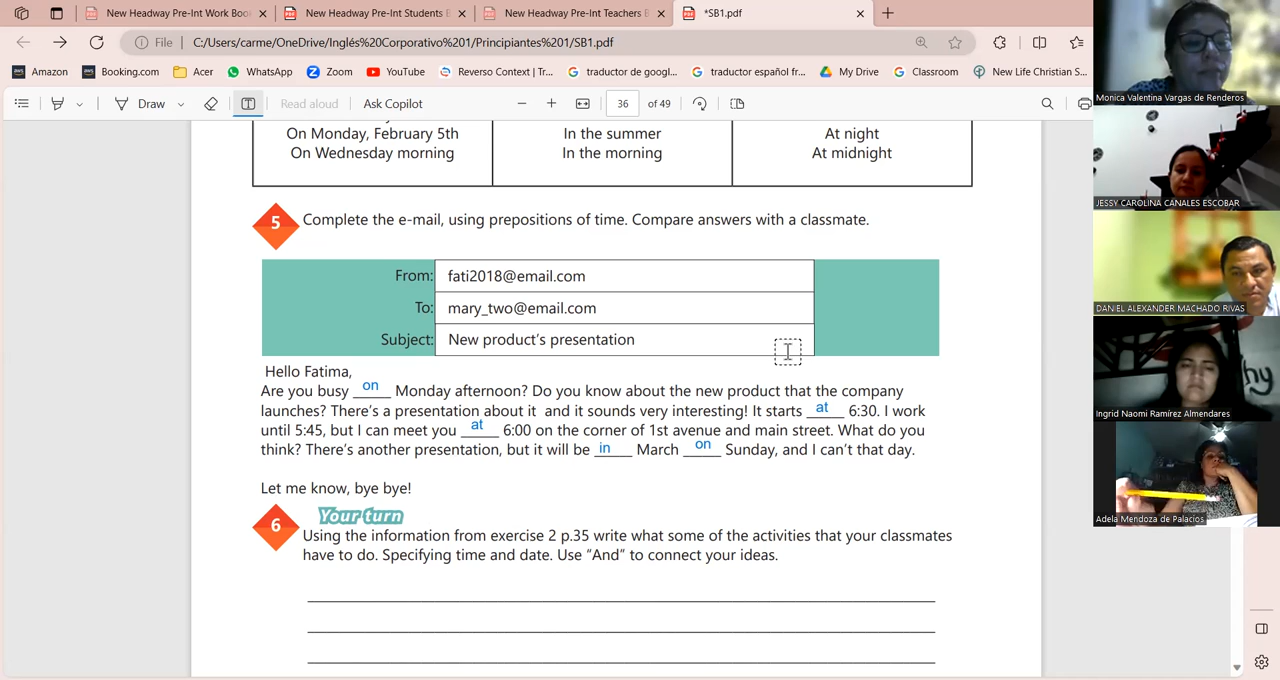 New Headway Pre-Int Work Boo
New Headway Pre-Int Students B
New Headway Pre-Int Teachers B
*SB1.pdf
File
C:/Users/carme/OneDrive/Inglés%20Corporativo%201/Principiantes%201/SB1.pdf
Amazon
Booking.com
Acer
WhatsApp
Zoom
YouTube
Reverso Context | Tr...
traductor de googl...
traductor español fr...
My Drive
Classroom
New Life Christian S...
Draw
Read aloud
Ask Copilot
36 of 49
On Monday, February 5th In the summer At night
On Wednesday morning In the morning At midnight
5 Complete the e-mail, using prepositions of time. Compare answers with a classmate.
From: fati2018@email.com
To: mary_two@email.com
Subject: New product's presentation
Hello Fatima,
Are you busy on Monday afternoon? Do you know about the new product that the company
launches? There's a presentation about it and it sounds very interesting! It starts at 6:30. I work
until 5:45, but I can meet you at 6:00 on the corner of 1st avenue and main street. What do you
think? There's another presentation, but it will be in March on Sunday, and I can't that day.
Let me know, bye bye!
Your turn
6 Using the information from exercise 2 p.35 write what some of the activities that your classmates
have to do. Specifying time and date. Use “And” to connect your ideas.
Monica Valentina Vargas de Renderos
JESSY CAROLINA CANALES ESCOBAR
DANIEL ALEXANDER MACHADO RIVAS
hy
Ingrid Naomi Ramírez Almendares
Adela Mendoza de Palacios